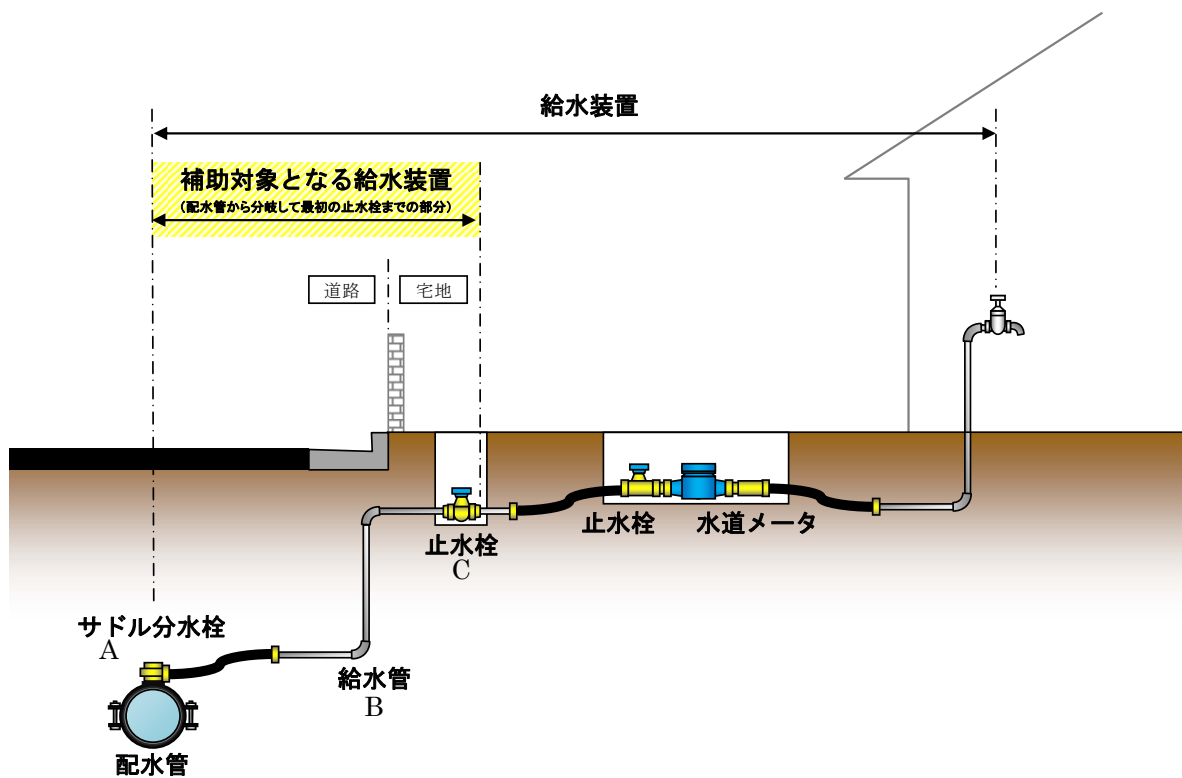 給水装置
補助対象となる給水装置
(配水管から分岐して最初の止水栓までの部分)
道路
宅地
止水栓
水道メータ
止水栓
C
サドル分水栓
A
給水管
B
配水管